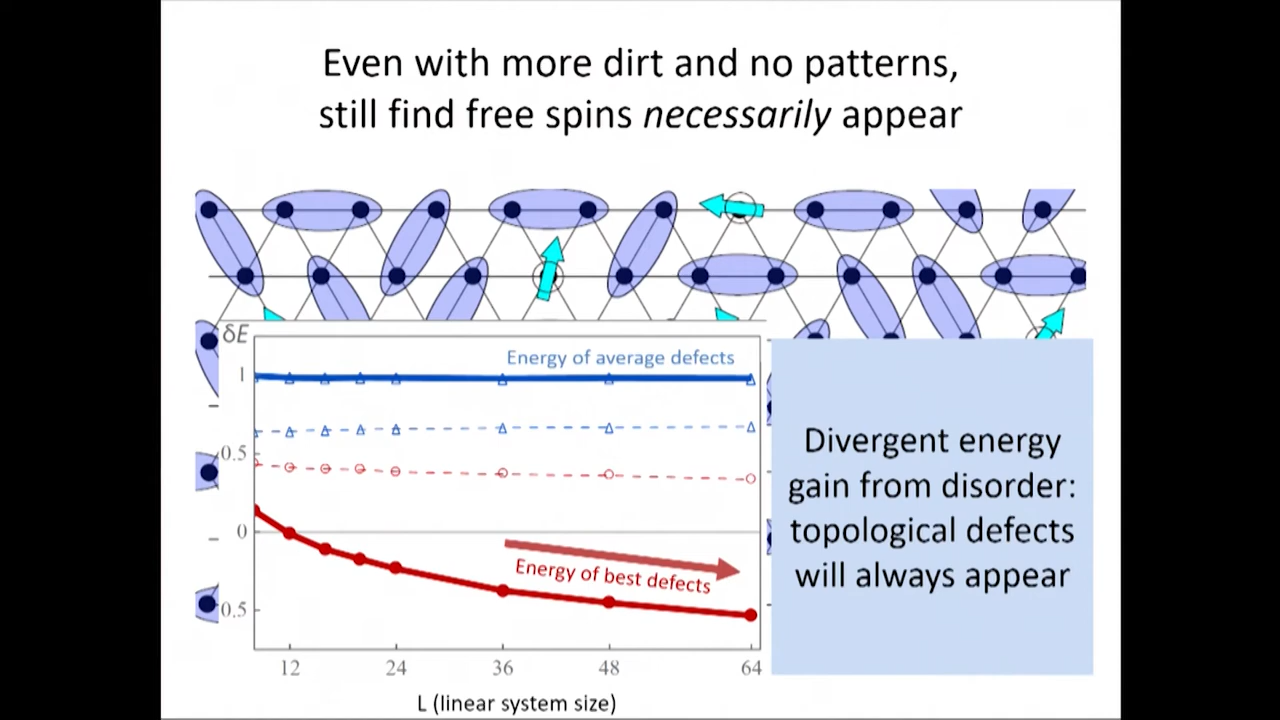 Even with more dirt and no patterns,
still find free spins necessarily appear
δE
Energy of average defects
1
0.5
0
0.5
Energy of best defects
12 24 36 48 64
L (linear system size)
Divergent energy
gain from disorder:
topological defects
will always appear